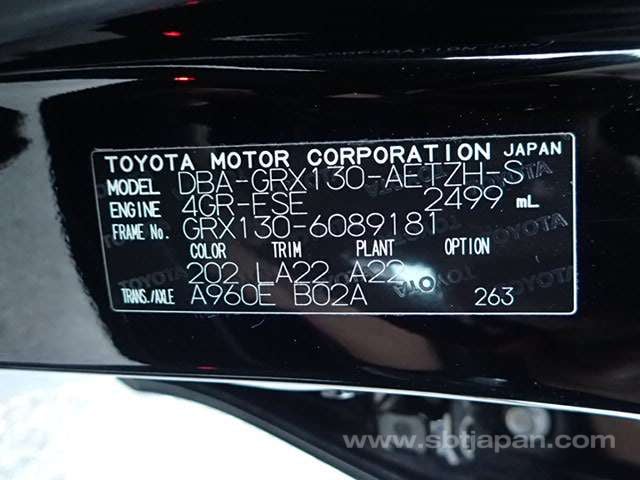 TOYOTA MOTOR CORPORATION JAPAN
MODEL DBA-GRX130-AETZH-S
ENGINE 4GR-FSE 2499 mL
FRAME No. GRX130-6089181
COLOR TRIM PLANT OPTION
202 LA22 A22
TRANS./AXLE A960E B02A 263
www.sbtjapan.com